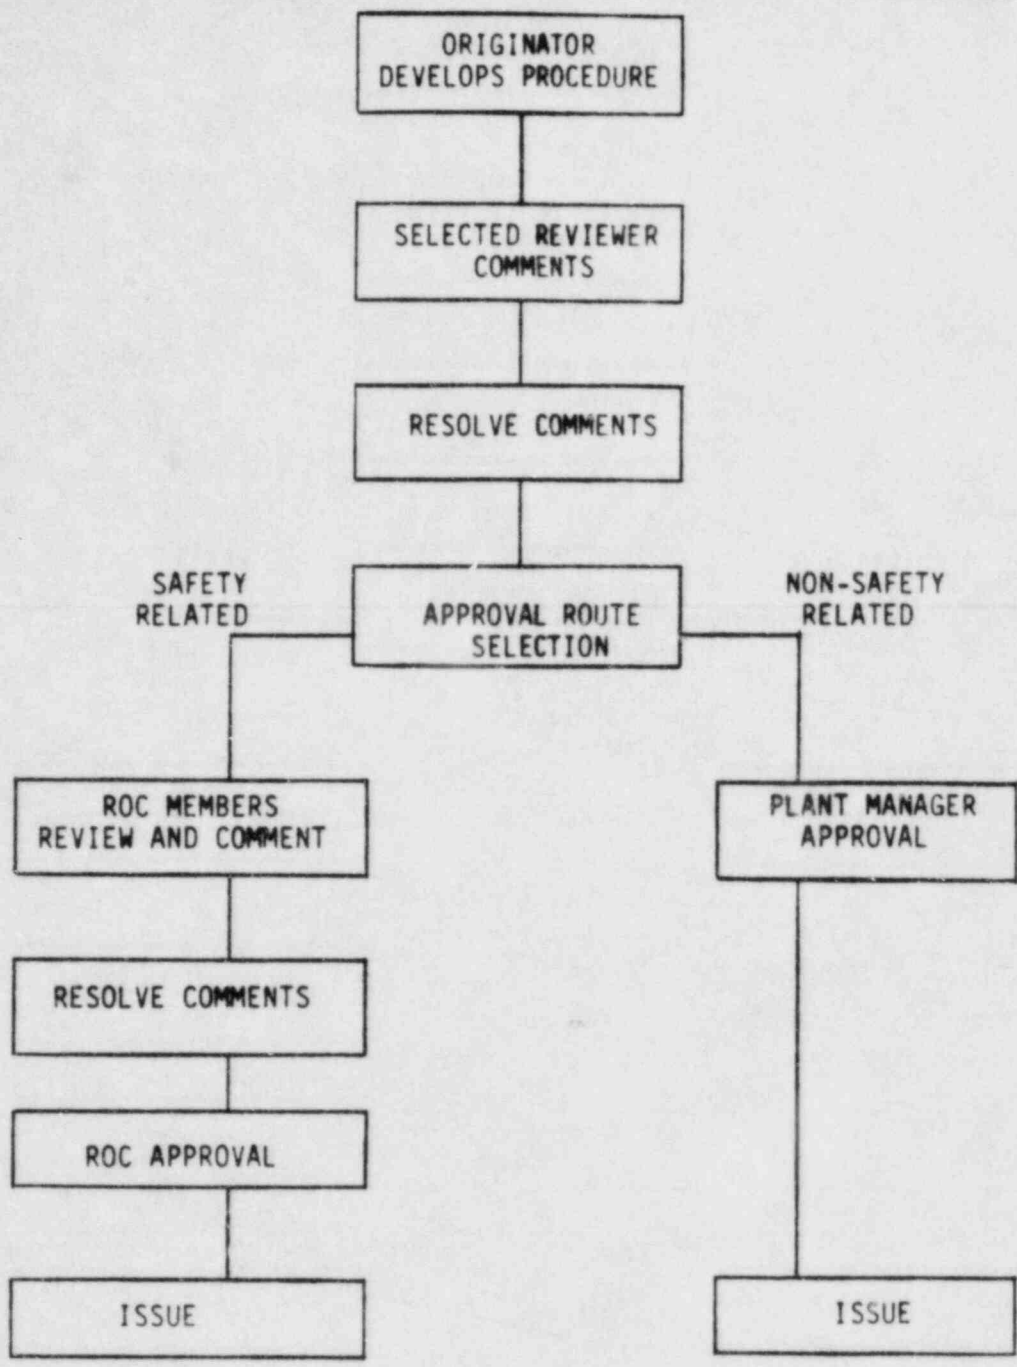 ORIGINATOR
DEVELOPS PROCEDURE
SELECTED REVIEWER
COMMENTS
RESOLVE COMMENTS
SAFETY
RELATED
APPROVAL ROUTE
SELECTION
NON-SAFETY
RELATED
ROC MEMBERS
REVIEW AND COMMENT
PLANT MANAGER
APPROVAL
RESOLVE COMMENTS
ROC APPROVAL
ISSUE
ISSUE